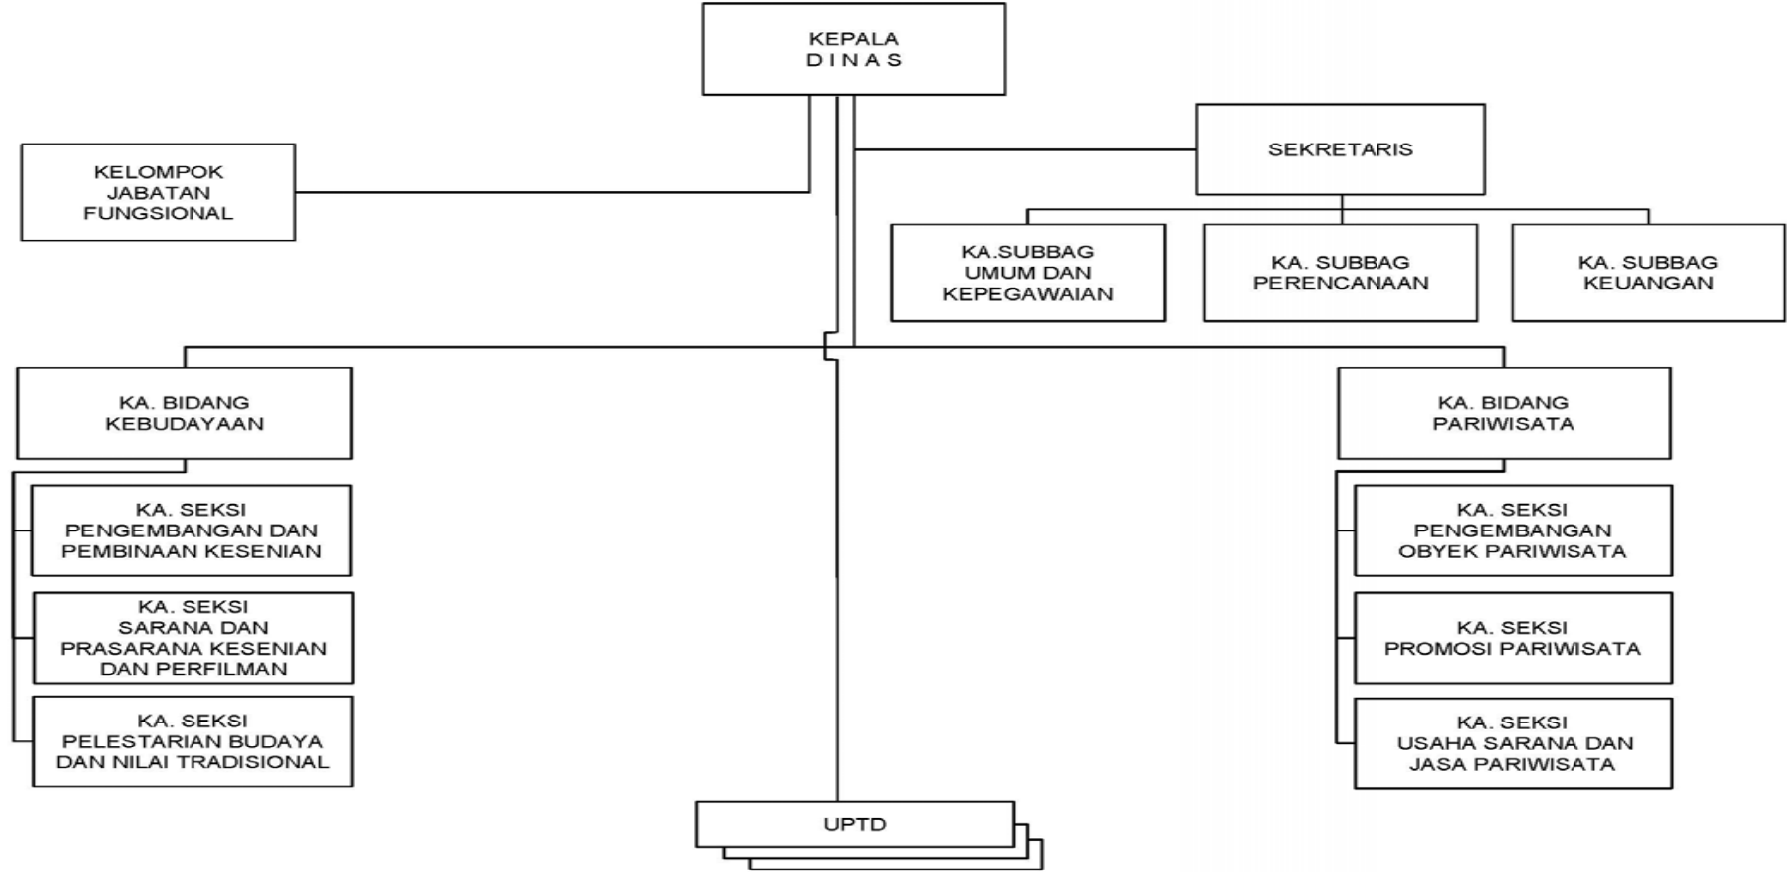 KEPALA
D I N A S
SEKRETARIS
KELOMPOK
JABATAN
FUNGSIONAL
KA.SUBBAG
UMUM DAN
KEPEGAWAIAN
KA. SUBBAG
PERENCANAAN
KA. SUBBAG
KEUANGAN
KA. BIDANG
KEBUDAYAAN
KA. BIDANG
PARIWISATA
KA. SEKSI
PENGEMBANGAN DAN
PEMBINAAN KESENIAN
KA. SEKSI
SARANA DAN
PRASARANA KESENIAN
DAN PERFILMAN
KA. SEKSI
PELESTARIAN BUDAYA
DAN NILAI TRADISIONAL
KA. SEKSI
PENGEMBANGAN
OBYEK PARIWISATA
KA. SEKSI
PROMOSI PARIWISATA
KA. SEKSI
USAHA SARANA DAN
JASA PARIWISATA
UPTD